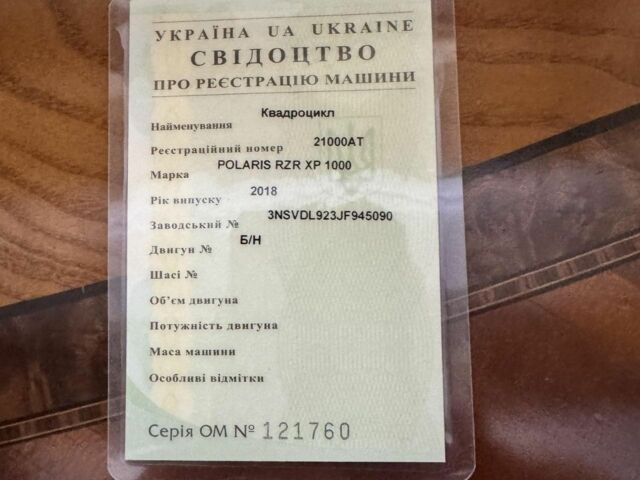 УКРАЇНА UA UKRAINE
СВІДОЦТВО
ПРО РЕЄСТРАЦІЮ МАШИНИ
Найменування Квадроцикл
Реєстраційний номер 21000АТ
Марка POLARIS RZR XP 1000
Рік випуску 2018
Заводський № 3NSVDL923JF945090
Двигун № Б/Н
Шасі №
Об'єм двигуна
Потужність двигуна
Маса машини
Особливі відмітки
Серія ОМ № 121760